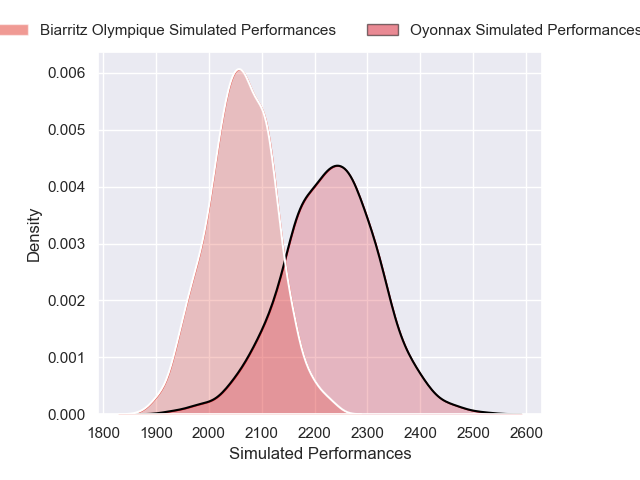 Biarritz Olympique Simulated Performances
Oyonnax Simulated Performances
0.006
0.005
0.004
0.003
0.002
0.001
0.000
Density
1800 1900 2000 2100 2200 2300 2400 2500 2600
Simulated Performances